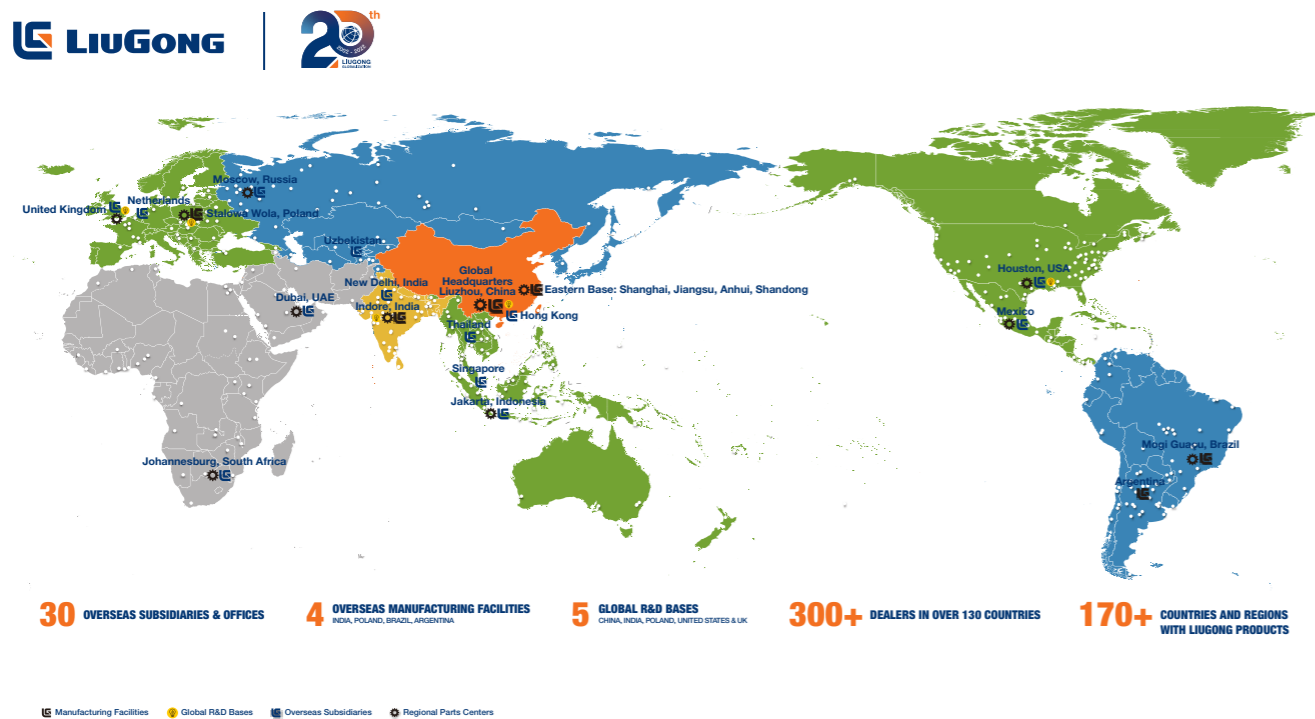 LIUGONG
20th
2002 - 2022
LIUGONG
GLOBALIZATION
Moscow, Russia
Netherlands
United Kingdom
Stalowa Wola, Poland
Uzbekistan
Global
Headquarters
Liuzhou, China
New Delhi, India
Eastern Base: Shanghai, Jiangsu, Anhui, Shandong
Dubai, UAE
Indore, India
Hong Kong
Thailand
Singapore
Jakarta, Indonesia
Johannesburg, South Africa
Houston, USA
Mexico
Mogi Guaçu, Brazil
Argentina
30 OVERSEAS SUBSIDIARIES & OFFICES
4 OVERSEAS MANUFACTURING FACILITIES
INDIA, POLAND, BRAZIL, ARGENTINA
5 GLOBAL R&D BASES
CHINA, INDIA, POLAND, UNITED STATES & UK
300+ DEALERS IN OVER 130 COUNTRIES
170+ COUNTRIES AND REGIONS
WITH LIUGONG PRODUCTS
Manufacturing Facilities
Global R&D Bases
Overseas Subsidiaries
Regional Parts Centers